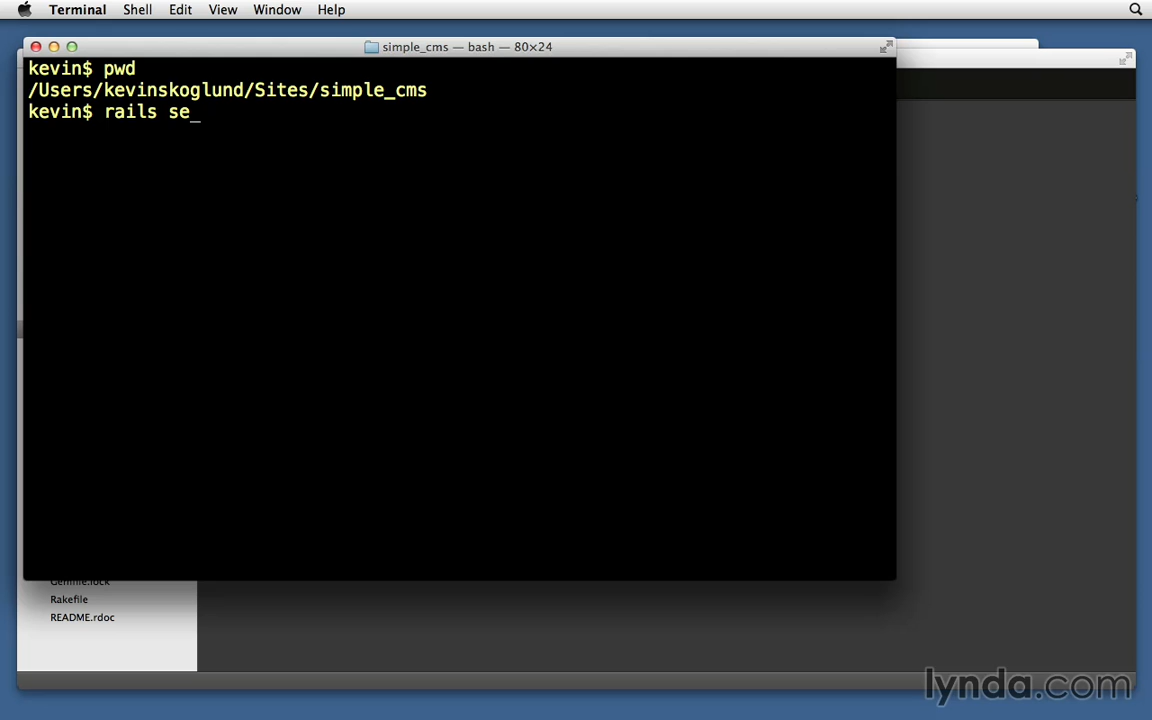 Terminal Shell Edit View Window Help
simple_cms — bash — 80×24
kevin$ pwd
/Users/kevinskoglund/Sites/simple_cms
kevin$ rails se_
Gemfile.lock
Rakefile
README.rdoc
lynda.com